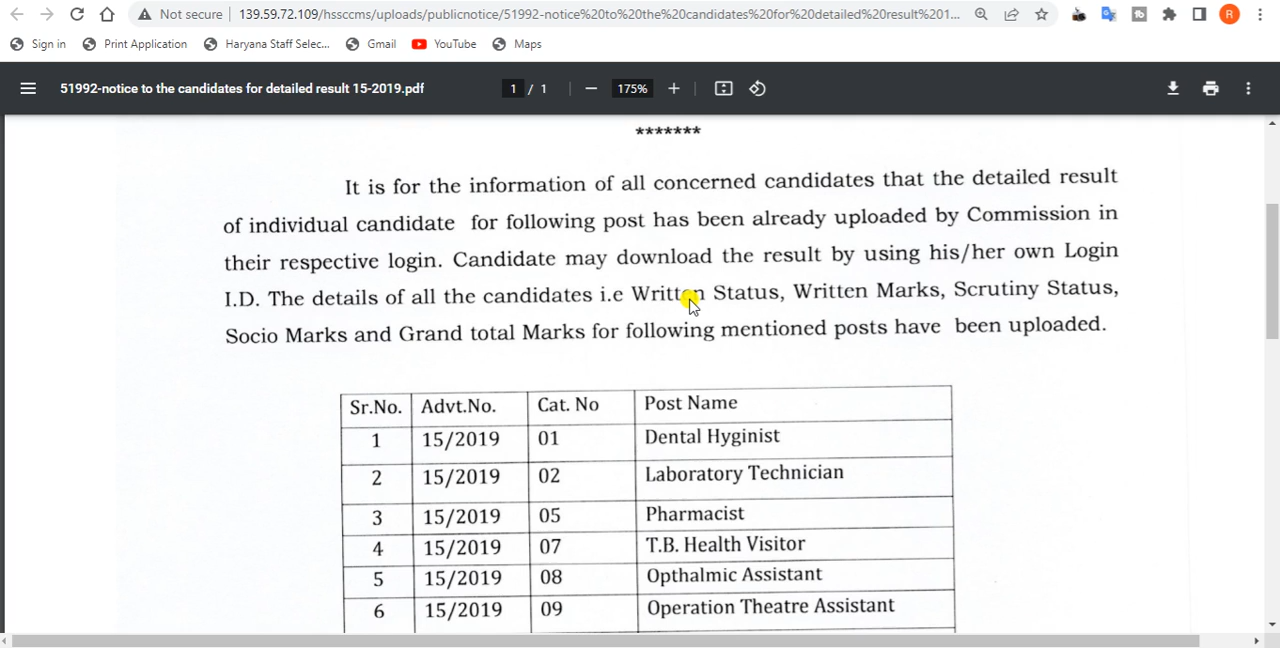 Not secure
139.59.72.109/hssccms/uploads/publicnotice/51992-notice%20to%20the%20candidates%20for%20detailed%20result%201...
R
Sign in
Print Application
Haryana Staff Selec...
Gmail
YouTube
Maps
51992-notice to the candidates for detailed result 15-2019.pdf
1 / 1
175%
*******
It is for the information of all concerned candidates that the detailed result
of individual candidate for following post has been already uploaded by Commission in
their respective login. Candidate may download the result by using his/her own Login
I.D. The details of all the candidates i.e Written Status, Written Marks, Scrutiny Status,
Socio Marks and Grand total Marks for following mentioned posts have been uploaded.
Sr.No. Advt.No. Cat. No Post Name
1 15/2019 01 Dental Hyginist
2 15/2019 02 Laboratory Technician
3 15/2019 05 Pharmacist
4 15/2019 07 T.B. Health Visitor
5 15/2019 08 Opthalmic Assistant
6 15/2019 09 Operation Theatre Assistant